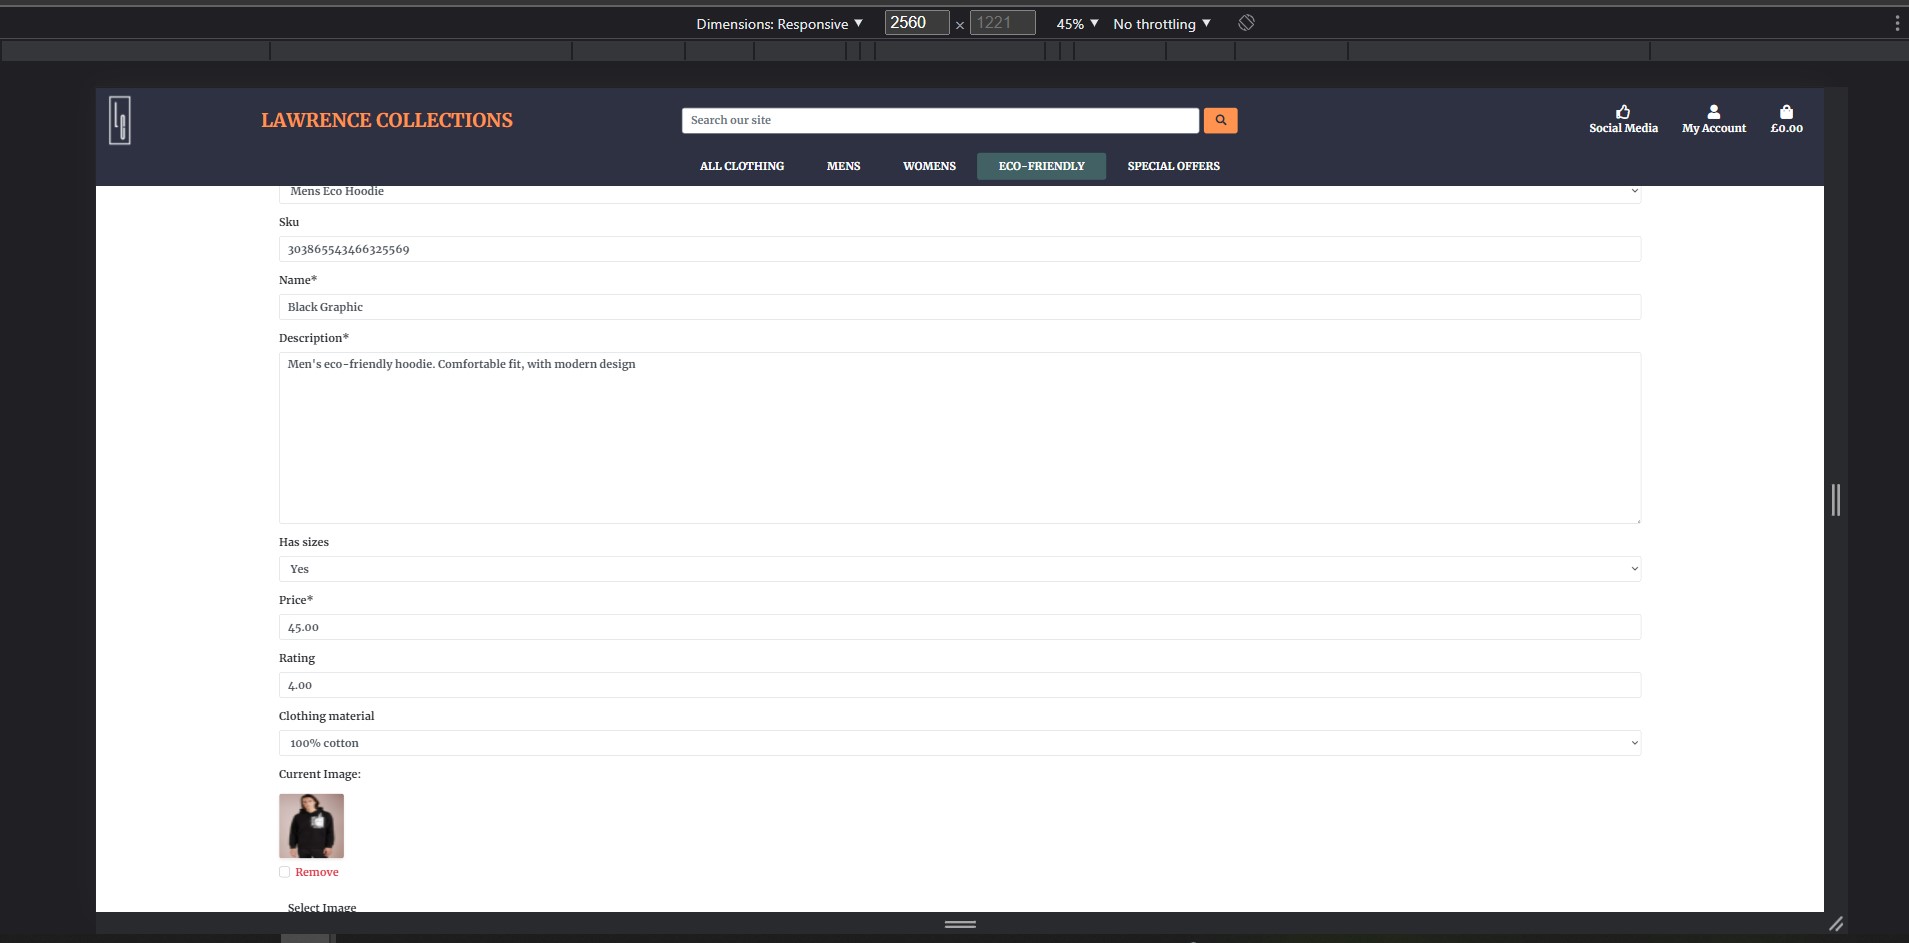 Dimensions: Responsive ▼ 2560 × 1221 45% ▼ No throttling ▼
LAWRENCE COLLECTIONS
Search our site
Social Media
My Account
£0.00
ALL CLOTHING MENS WOMENS ECO-FRIENDLY SPECIAL OFFERS
Mens Eco Hoodie
Sku
303865543466325569
Name*
Black Graphic
Description*
Men's eco-friendly hoodie. Comfortable fit, with modern design
Has sizes
Yes
Price*
45.00
Rating
4.00
Clothing material
100% cotton
Current Image:
Remove
Select Image